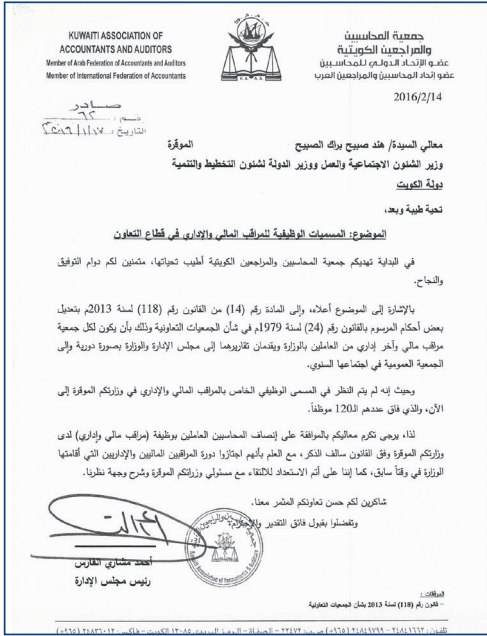 KUWAITI ASSOCIATION OF
ACCOUNTANTS AND AUDITORS
Member of Arab Federation of Accountants and Auditors
Member of International Federation of Accountants
جمعية المحاسبين
والمراجعين الكويتية
عضو الإتحاد الدولي للمحاسبين
عضو إتحاد المحاسبين والمراجعين العرب
2016/2/14
صادر
التاريخ :
معالي السيدة/ هند صبيح براك الصبيح الموقرة
وزير الشئون الاجتماعية والعمل ووزير الدولة لشئون التخطيط والتنمية
دولة الكويت
تحية طيبة وبعد،
الموضوع: المسميات الوظيفية للمراقب المالي والإداري في قطاع التعاون
في البداية تهديكم جمعية المحاسبين والمراجعين الكويتية أطيب تحياتها، متمنين لكم دوام التوفيق
والنجاح.
بالإشارة إلى الموضوع أعلاه، وإلى المادة رقم (14) من القانون رقم (118) لسنة 2013م بتعديل
بعض أحكام المرسوم بالقانون رقم (24) لسنة 1979م في شأن الجمعيات التعاونية وذلك بأن يكون لكل جمعية
مراقب مالي وآخر إداري من العاملين بالوزارة ويقدمان تقاريرهما إلى مجلس الإدارة والوزارة بصورة دورية وإلى
الجمعية العمومية في اجتماعها السنوي.
وحيث إنه لم يتم النظر في المسمى الوظيفي الخاص بالمراقب المالي والإداري في وزارتكم الموقرة إلى
الآن، والذي فاق عددهم الـ120 موظفاً.
لذا، يرجى تكرم معاليكم بالموافقة على إنصاف المحاسبين العاملين بوظيفة (مراقب مالي وإداري) لدى
وزارتكم الموقرة وفق القانون سالف الذكر، مع العلم بأنهم اجتازوا دورة المراقبين الماليين والإداريين التي أقامتها
الوزارة في وقتاً سابق، كما إننا على أتم الاستعداد للالتقاء مع مسئولي وزراتكم الموقرة وشرح وجهة نظرنا.
شاكرين لكم حسن تعاونكم المثمر معنا.
وتفضلوا بقبول فائق التقدير والإحترام،
أحمد مشاري الفارس
رئيس مجلس الإدارة
المرفقات :
- قانون رقم (118) لسنة 2013 بشأن الجمعيات التعاونية